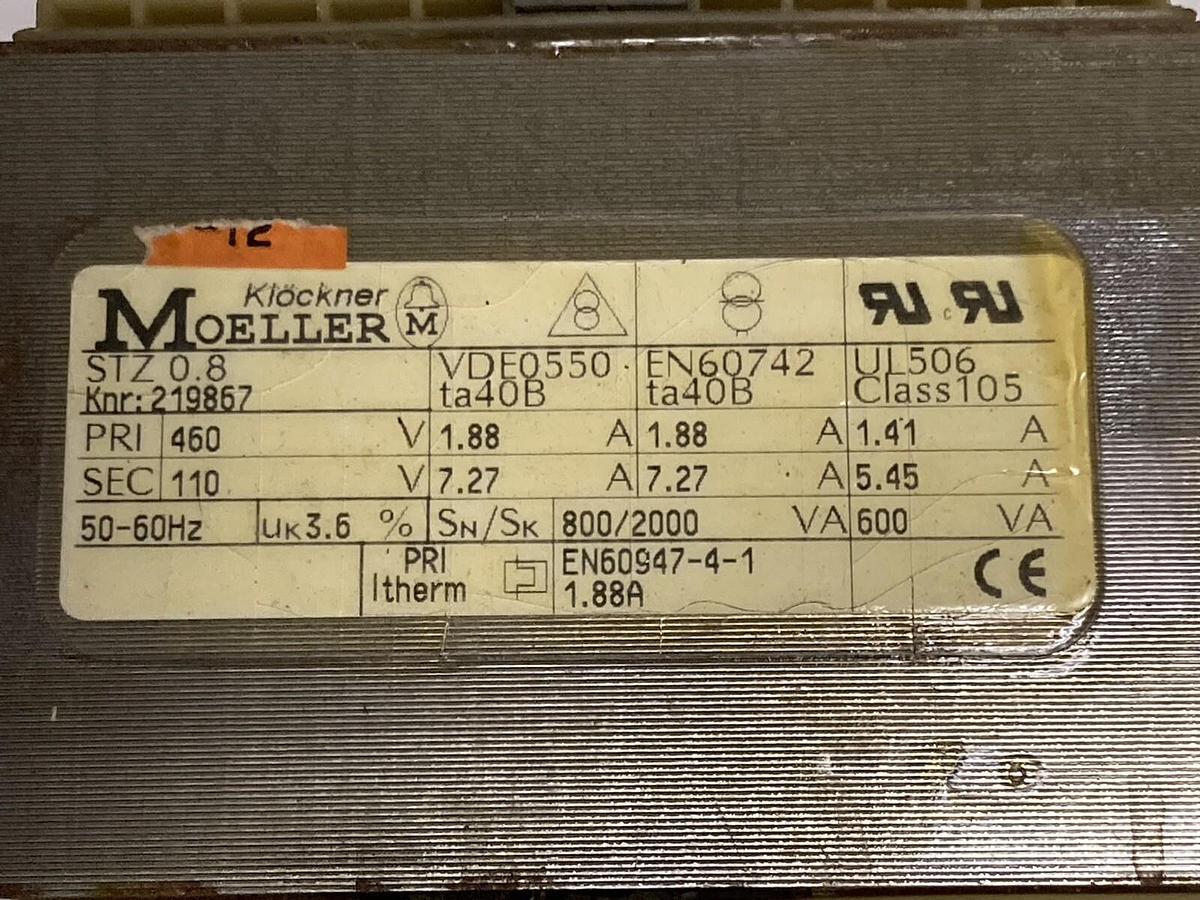 12
Klöckner
MOELLER M
STZ 0.8 VDE0550 EN60742 UL506
Knr: 219867 ta40B ta40B Class105
PRI 460 V 1.88 A 1.88 A 1.41 A
SEC 110 V 7.27 A 7.27 A 5.45 A
50-60Hz uK3.6 % SN/SK 800/2000 VA 600 VA
PRI EN60947-4-1
Itherm 1.88A CE